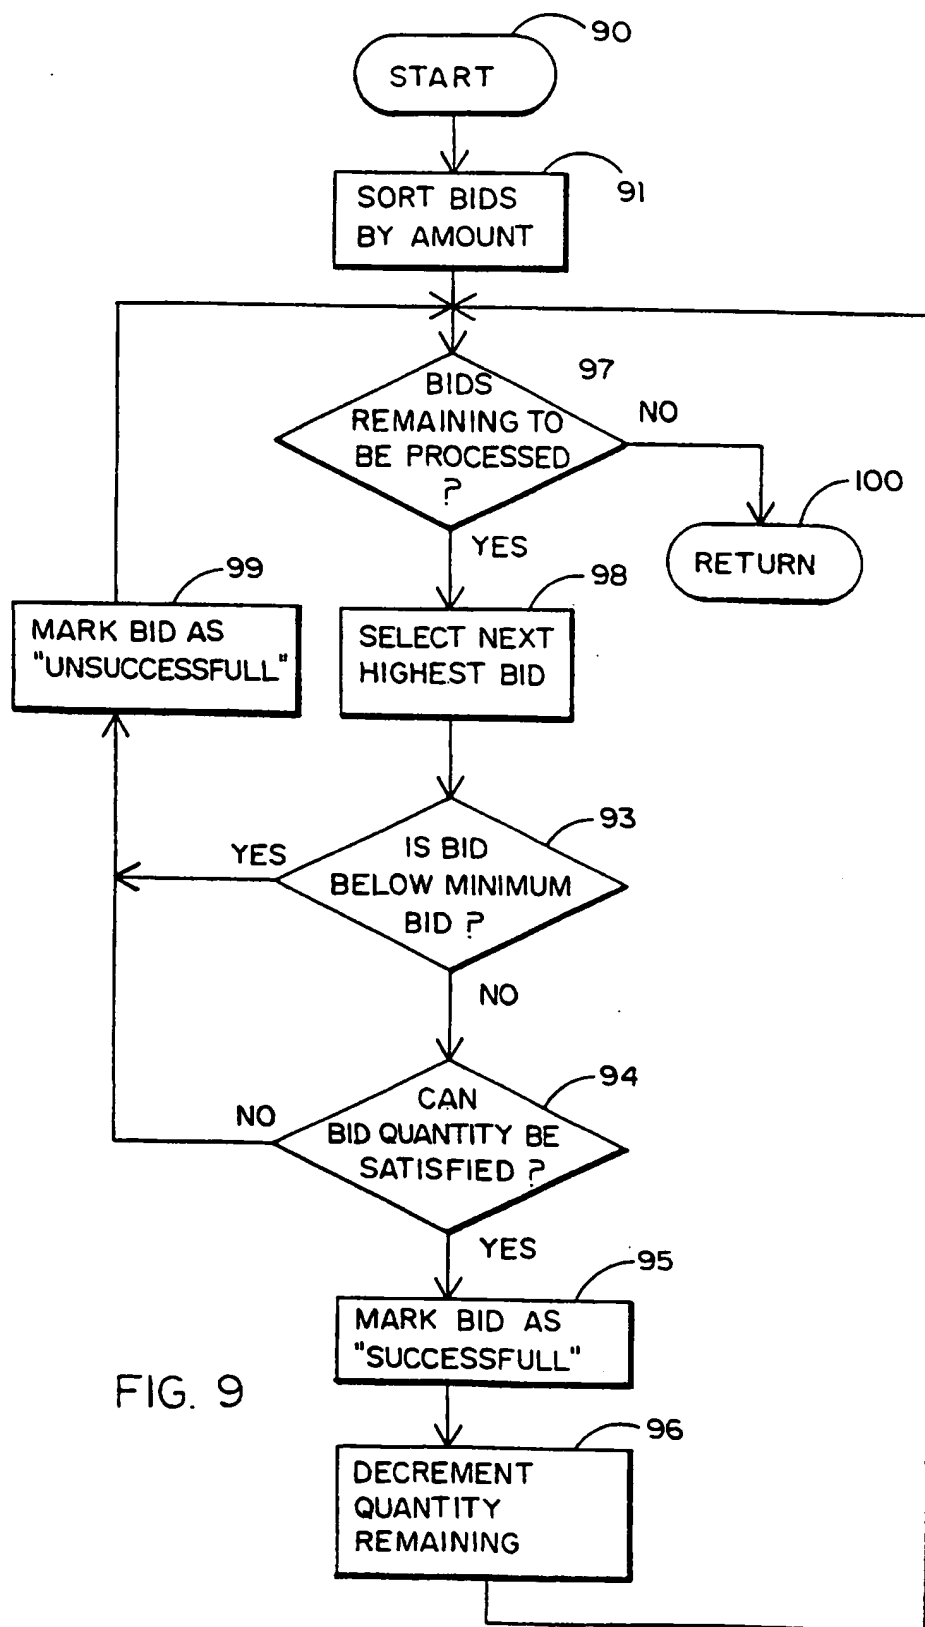 90
START
91
SORT BIDS
BY AMOUNT
97
BIDS
REMAINING TO
BE PROCESSED
?
NO
100
RETURN
YES
99
MARK BID AS
"UNSUCCESSFULL"
98
SELECT NEXT
HIGHEST BID
93
YES
IS BID
BELOW MINIMUM
BID ?
NO
94
NO
CAN
BID QUANTITY BE
SATISFIED ?
YES
95
MARK BID AS
"SUCCESSFULL"
FIG. 9
96
DECREMENT
QUANTITY
REMAINING